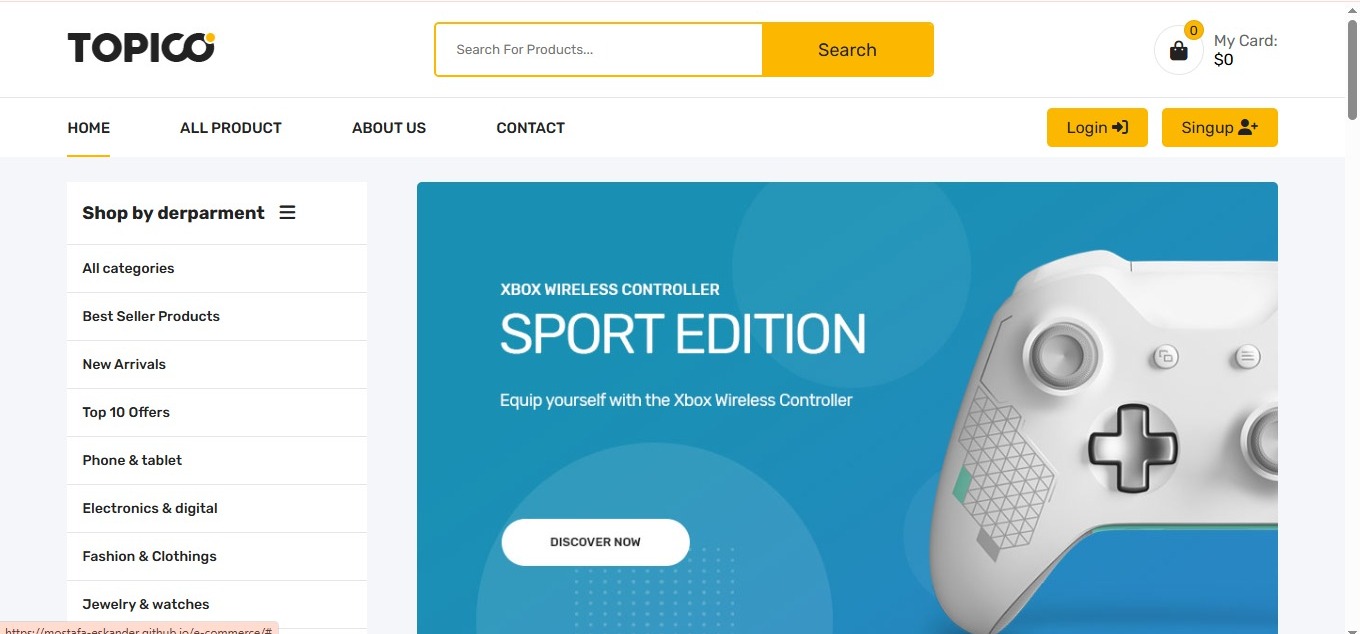 TOPICO
Search For Products...
Search
0
My Card:
$0
HOME
ALL PRODUCT
ABOUT US
CONTACT
Login
Singup
Shop by derparment
All categories
Best Seller Products
New Arrivals
Top 10 Offers
Phone & tablet
Electronics & digital
Fashion & Clothings
Jewelry & watches
XBOX WIRELESS CONTROLLER
SPORT EDITION
Equip yourself with the Xbox Wireless Controller
DISCOVER NOW
https://mostafa-eskander.github.io/e-commerce/#